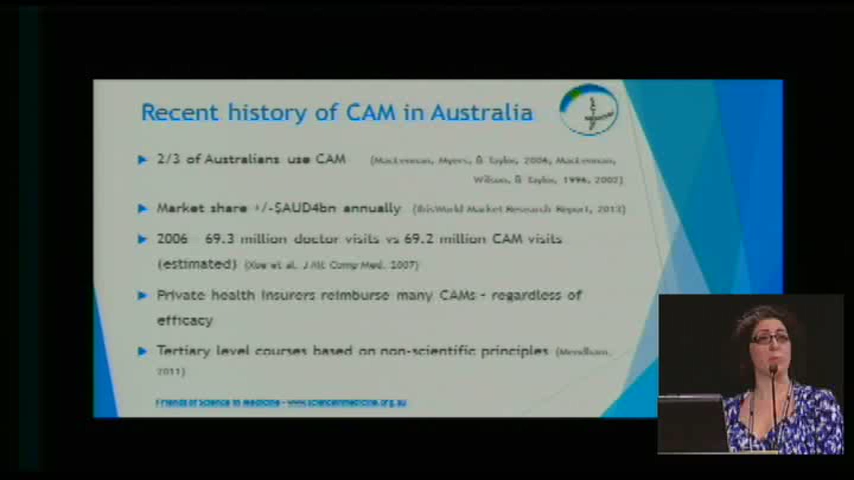 Recent history of CAM in Australia
2/3 of Australians use CAM (MacLennan, Myers, & Taylor, 2006; MacLennan,
Wilson, & Taylor, 1996, 2002)
Market share +/-$AUD4bn annually (IbisWorld Market Research Report, 2013)
2006 - 69.3 million doctor visits vs 69.2 million CAM visits
(estimated) (Xue et al. J Alt Comp Med. 2007)
Private health insurers reimburse many CAMs - regardless of
efficacy
Tertiary level courses based on non-scientific principles (Mendham,
2011)
Friends of Science in Medicine - www.scienceinmedicine.org.au